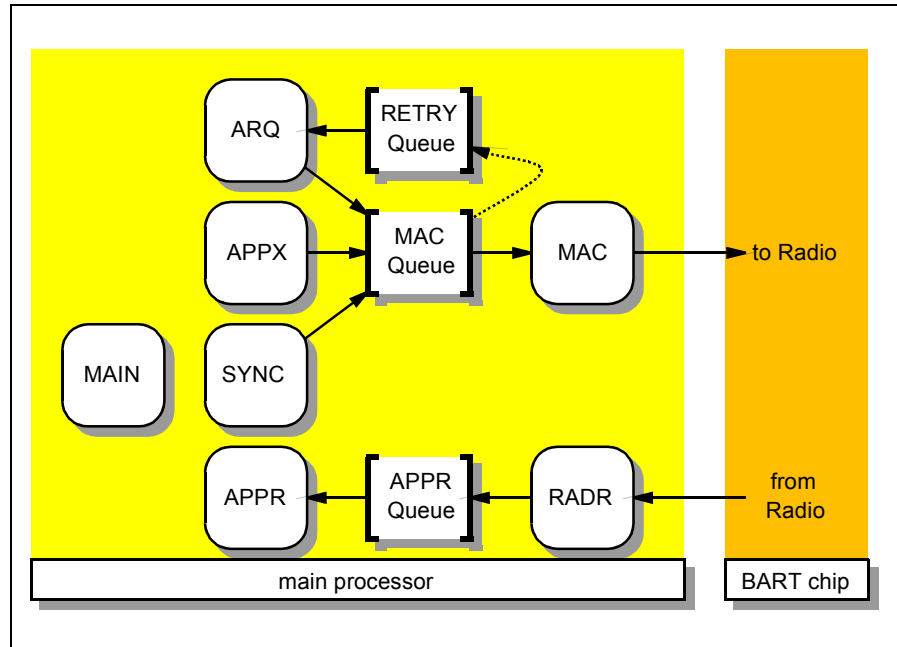 ARQ
RETRY
Queue
APPX
MAC
Queue
MAC
to Radio
MAIN
SYNC
APPR
APPR
Queue
RADR
from
Radio
main processor
BART chip